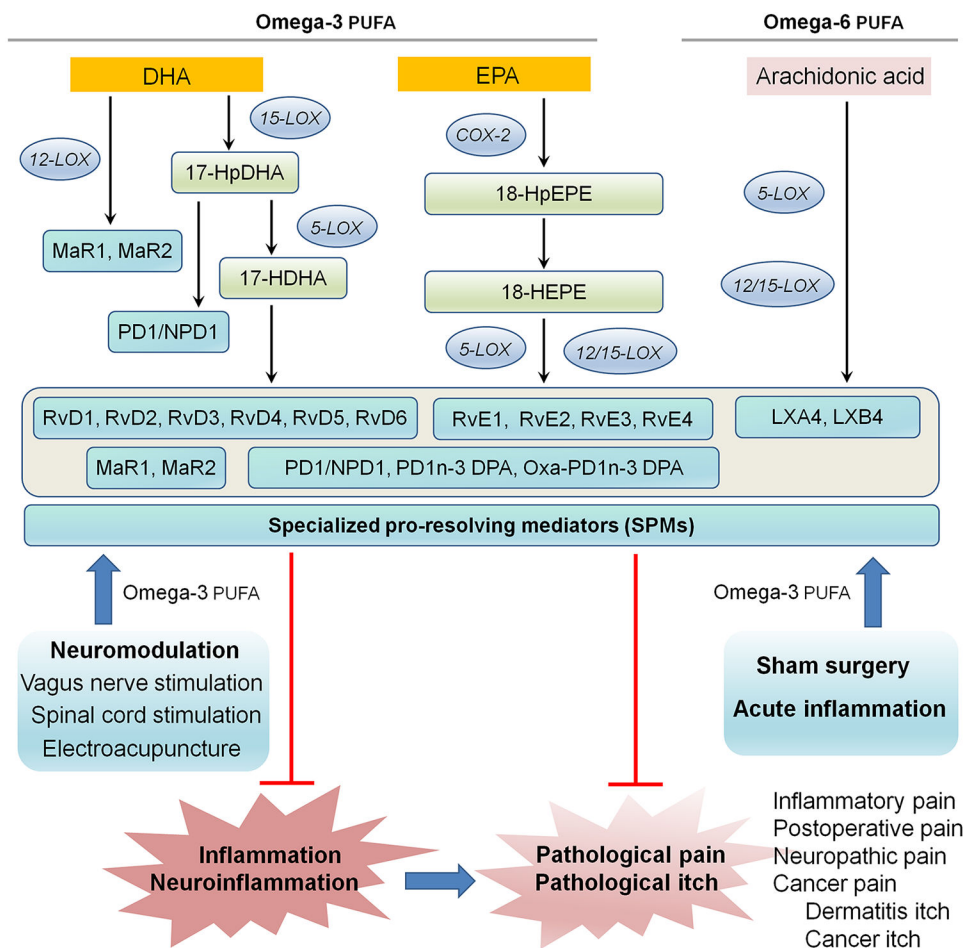 Omega-3 PUFA
Omega-6 PUFA
DHA
EPA
Arachidonic acid
15-LOX
COX-2
12-LOX
17-HpDHA
18-HpEPE
5-LOX
5-LOX
MaR1, MaR2
17-HDHA
18-HEPE
12/15-LOX
PD1/NPD1
5-LOX
12/15-LOX
RvD1, RvD2, RvD3, RvD4, RvD5, RvD6
RvE1, RvE2, RvE3, RvE4
LXA4, LXB4
MaR1, MaR2
PD1/NPD1, PD1n-3 DPA, Oxa-PD1n-3 DPA
Specialized pro-resolving mediators (SPMs)
Omega-3 PUFA
Omega-3 PUFA
Neuromodulation
Vagus nerve stimulation
Spinal cord stimulation
Electroacupuncture
Sham surgery
Acute inflammation
Inflammation
Neuroinflammation
Pathological pain
Pathological itch
Inflammatory pain
Postoperative pain
Neuropathic pain
Cancer pain
Dermatitis itch
Cancer itch